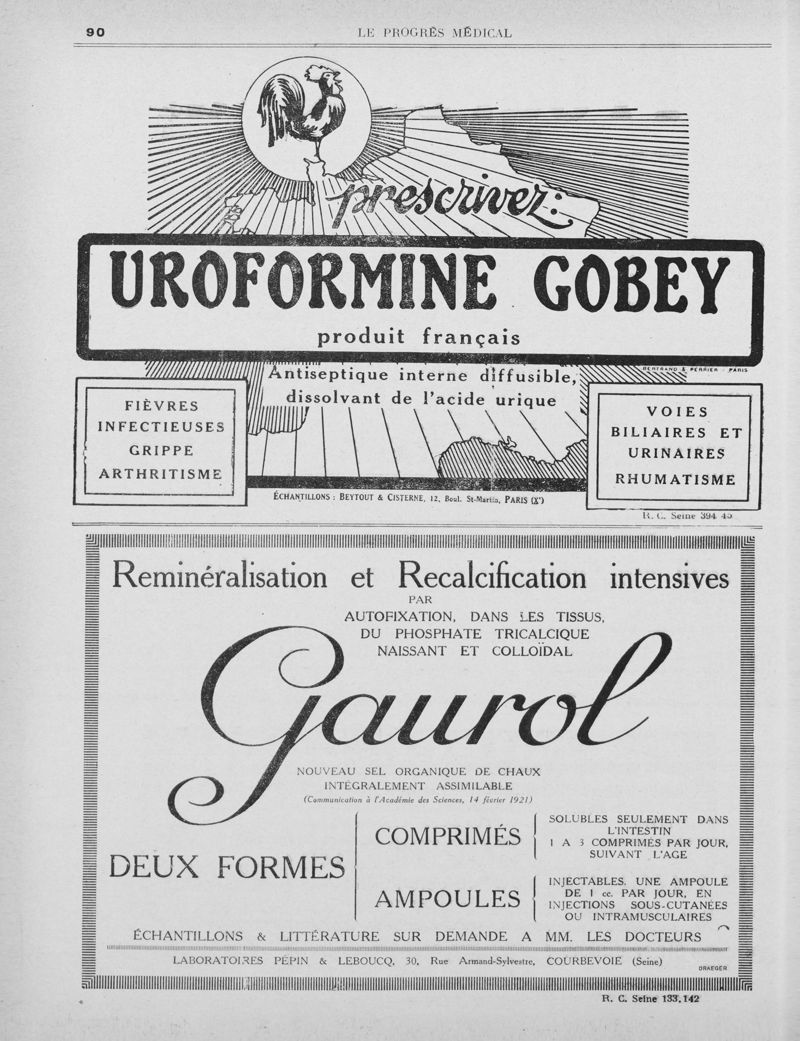 90
LE PROGRÈS MÉDICAL
prescrivez:
UROFORMINE GOBEY
produit français
BERTRAND & PERRIER - PARIS
Antiseptique interne diffusible,
dissolvant de l'acide urique
FIÈVRES
INFECTIEUSES
GRIPPE
ARTHRITISME
VOIES
BILIAIRES ET
URINAIRES
RHUMATISME
ÉCHANTILLONS : BEYTOUT & CISTERNE, 12, Boul. St-Martin, PARIS (Xᵉ)
R. C. Seine 394 45
Reminéralisation et Recalcification intensives
PAR
AUTOFIXATION, DANS LES TISSUS,
DU PHOSPHATE TRICALCIQUE
NAISSANT ET COLLOÏDAL
Gaurol
NOUVEAU SEL ORGANIQUE DE CHAUX
INTÉGRALEMENT ASSIMILABLE
(Communication à l'Académie des Sciences, 14 février 1921)
DEUX FORMES
COMPRIMÉS
SOLUBLES SEULEMENT DANS
L'INTESTIN
1 A 3 COMPRIMÉS PAR JOUR,
SUIVANT L'AGE
AMPOULES
INJECTABLES, UNE AMPOULE
DE 1 cc. PAR JOUR, EN
INJECTIONS SOUS-CUTANÉES
OU INTRAMUSCULAIRES
ÉCHANTILLONS & LITTÉRATURE SUR DEMANDE A MM. LES DOCTEURS
LABORATOIRES PÉPIN & LEBOUCQ, 30, Rue Armand-Sylvestre, COURBEVOIE (Seine)
DRAEGER
R. C. Seine 133.142